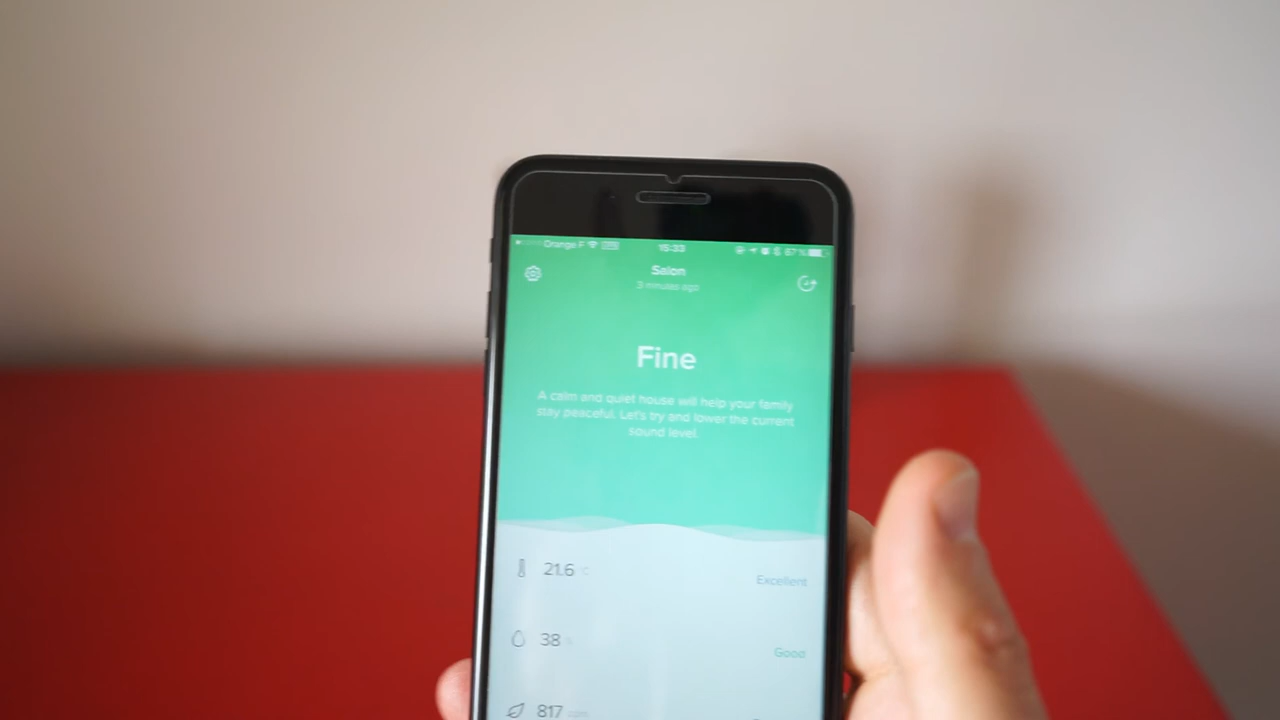 Orange F 15:33 67 %
Salon
3 minutes ago
Fine
A calm and quiet house will help your family
stay peaceful. Let's try and lower the current
sound level.
21.6 °C Excellent
38 % Good
817